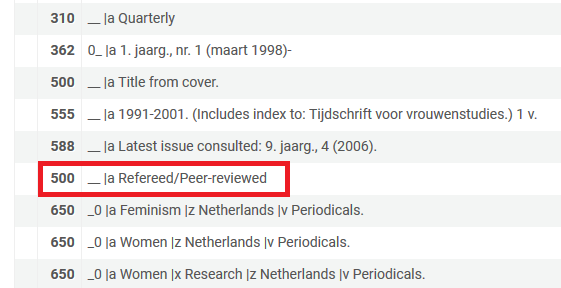 310 __ |a Quarterly
362 0_ |a 1. jaarg., nr. 1 (maart 1998)-
500 __ |a Title from cover.
555 __ |a 1991-2001. (Includes index to: Tijdschrift voor vrouwenstudies.) 1 v.
588 __ |a Latest issue consulted: 9. jaarg., 4 (2006).
500 __ |a Refereed/Peer-reviewed
650 _0 |a Feminism |z Netherlands |v Periodicals.
650 _0 |a Women |z Netherlands |v Periodicals.
650 _0 |a Women |x Research |z Netherlands |v Periodicals.